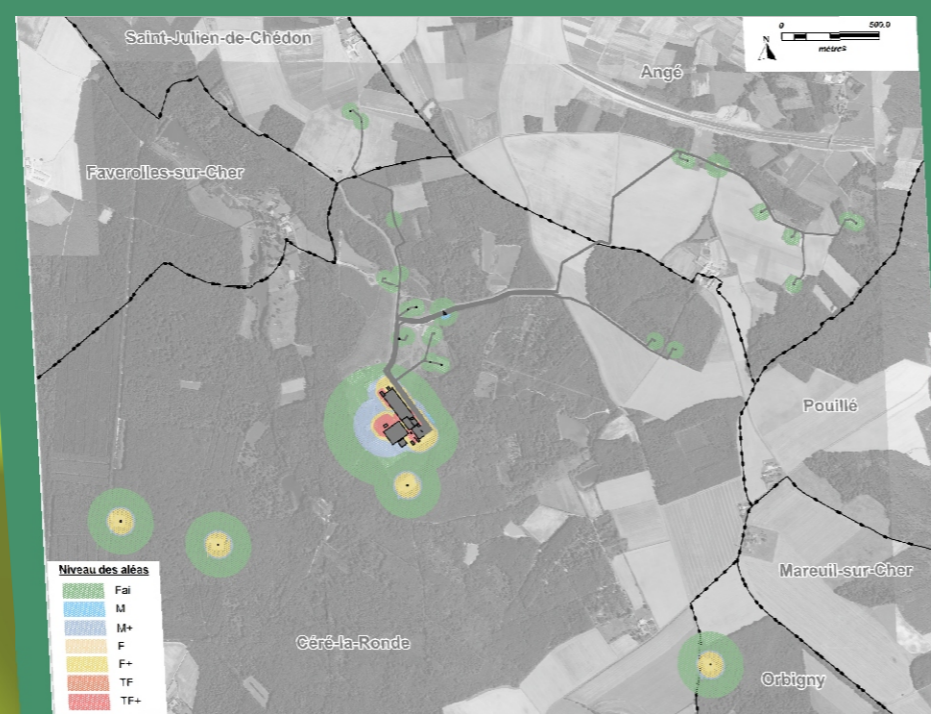 Saint-Julien-de-Chédon
0 500,0
mètres
N
Angé
Faverolles-sur-Cher
Pouillé
Mareuil-sur-Cher
Céré-la-Ronde
Orbigny
Niveau des aléas
Fai
M
M+
F
F+
TF
TF+